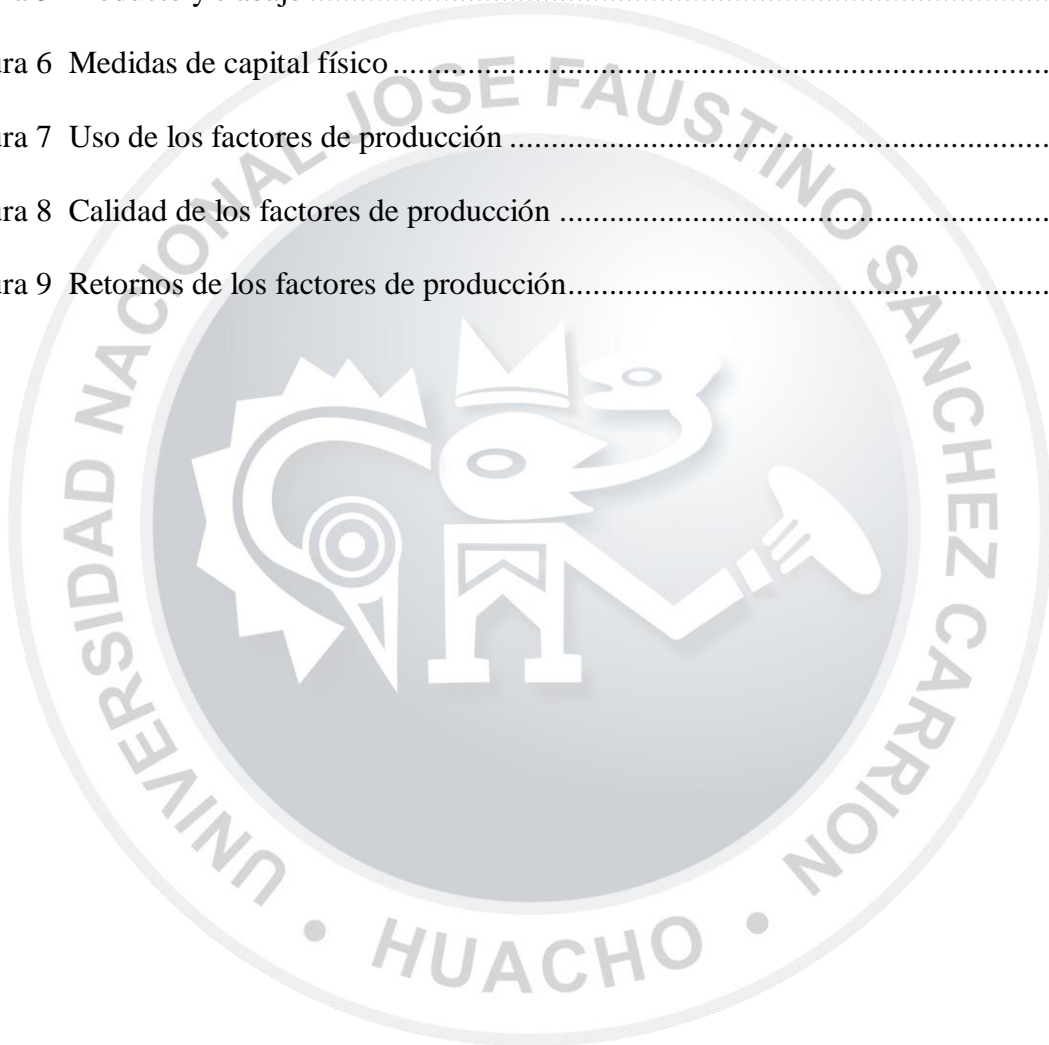 ura 6 Medidas de capital físico
ura 7 Uso de los factores de producción
ura 8 Calidad de los factores de producción
ura 9 Retornos de los factores de producción
UNIVERSIDAD NACIONAL JOSE FAUSTINO SANCHEZ CARRION
• HUACHO •